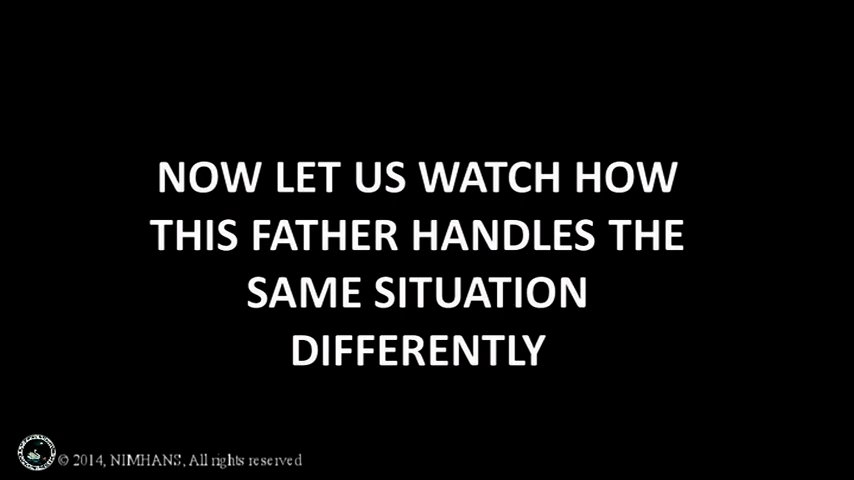 NOW LET US WATCH HOW
THIS FATHER HANDLES THE
SAME SITUATION
DIFFERENTLY
© 2014, NIMHANS, All rights reserved